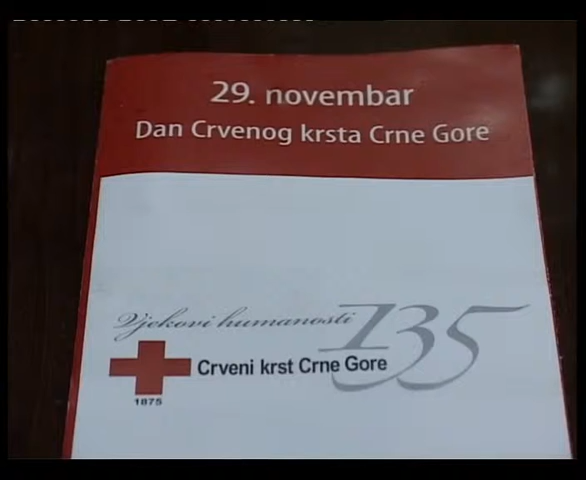 29. novembar
Dan Crvenog krsta Crne Gore
Vjekovi humanosti 135
Crveni krst Crne Gore
1875